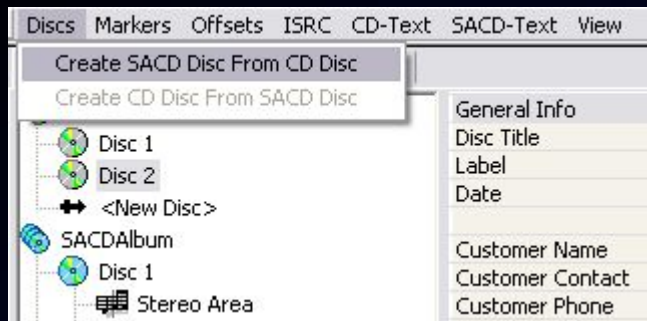 Discs Markers Offsets ISRC CD-Text SACD-Text View
Create SACD Disc From CD Disc
Create CD Disc From SACD Disc
Disc 1
Disc 2
<New Disc>
SACDAlbum
Disc 1
Stereo Area
General Info
Disc Title
Label
Date
Customer Name
Customer Contact
Customer Phone